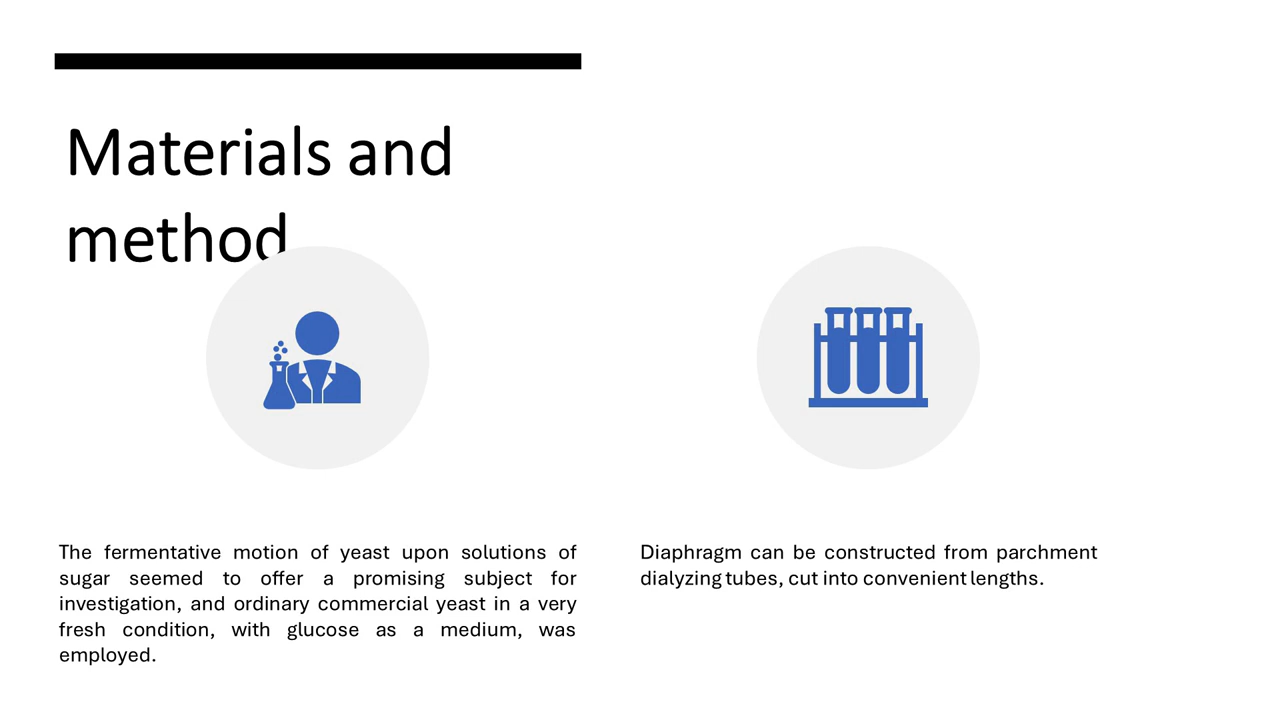 Materials and
method
The fermentative motion of yeast upon solutions of
sugar seemed to offer a promising subject for
investigation, and ordinary commercial yeast in a very
fresh condition, with glucose as a medium, was
employed.
Diaphragm can be constructed from parchment
dialyzing tubes, cut into convenient lengths.